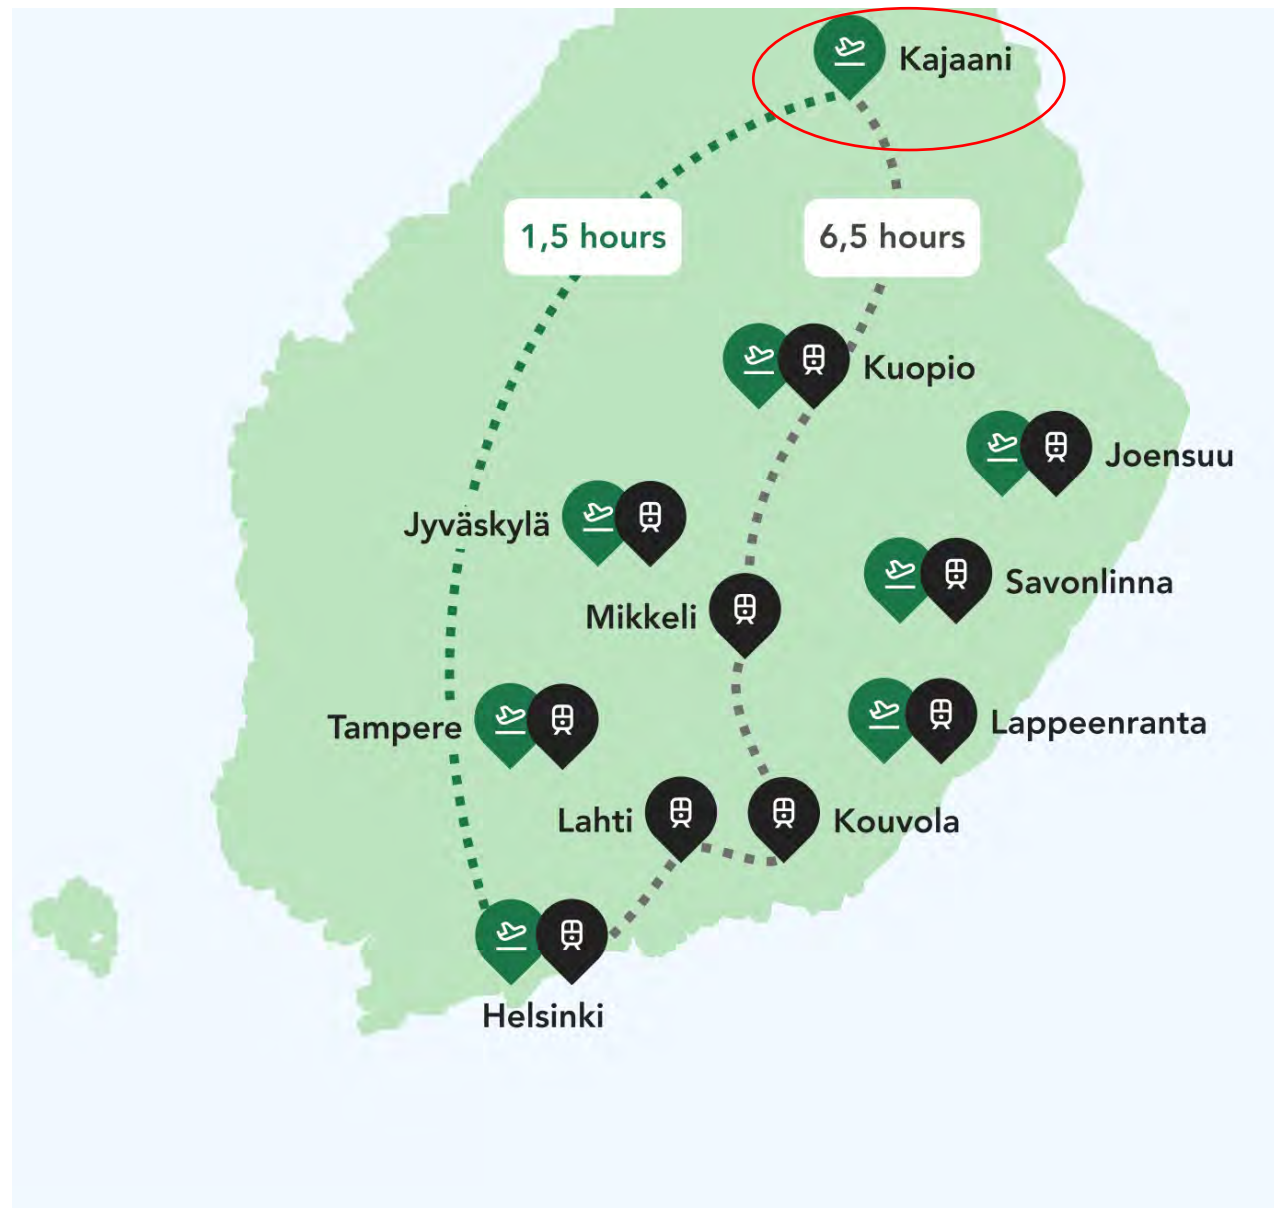 Kajaani
1,5 hours
6,5 hours
Kuopio
Joensuu
Jyväskylä
Savonlinna
Mikkeli
Lappeenranta
Tampere
Lahti
Kouvola
Helsinki